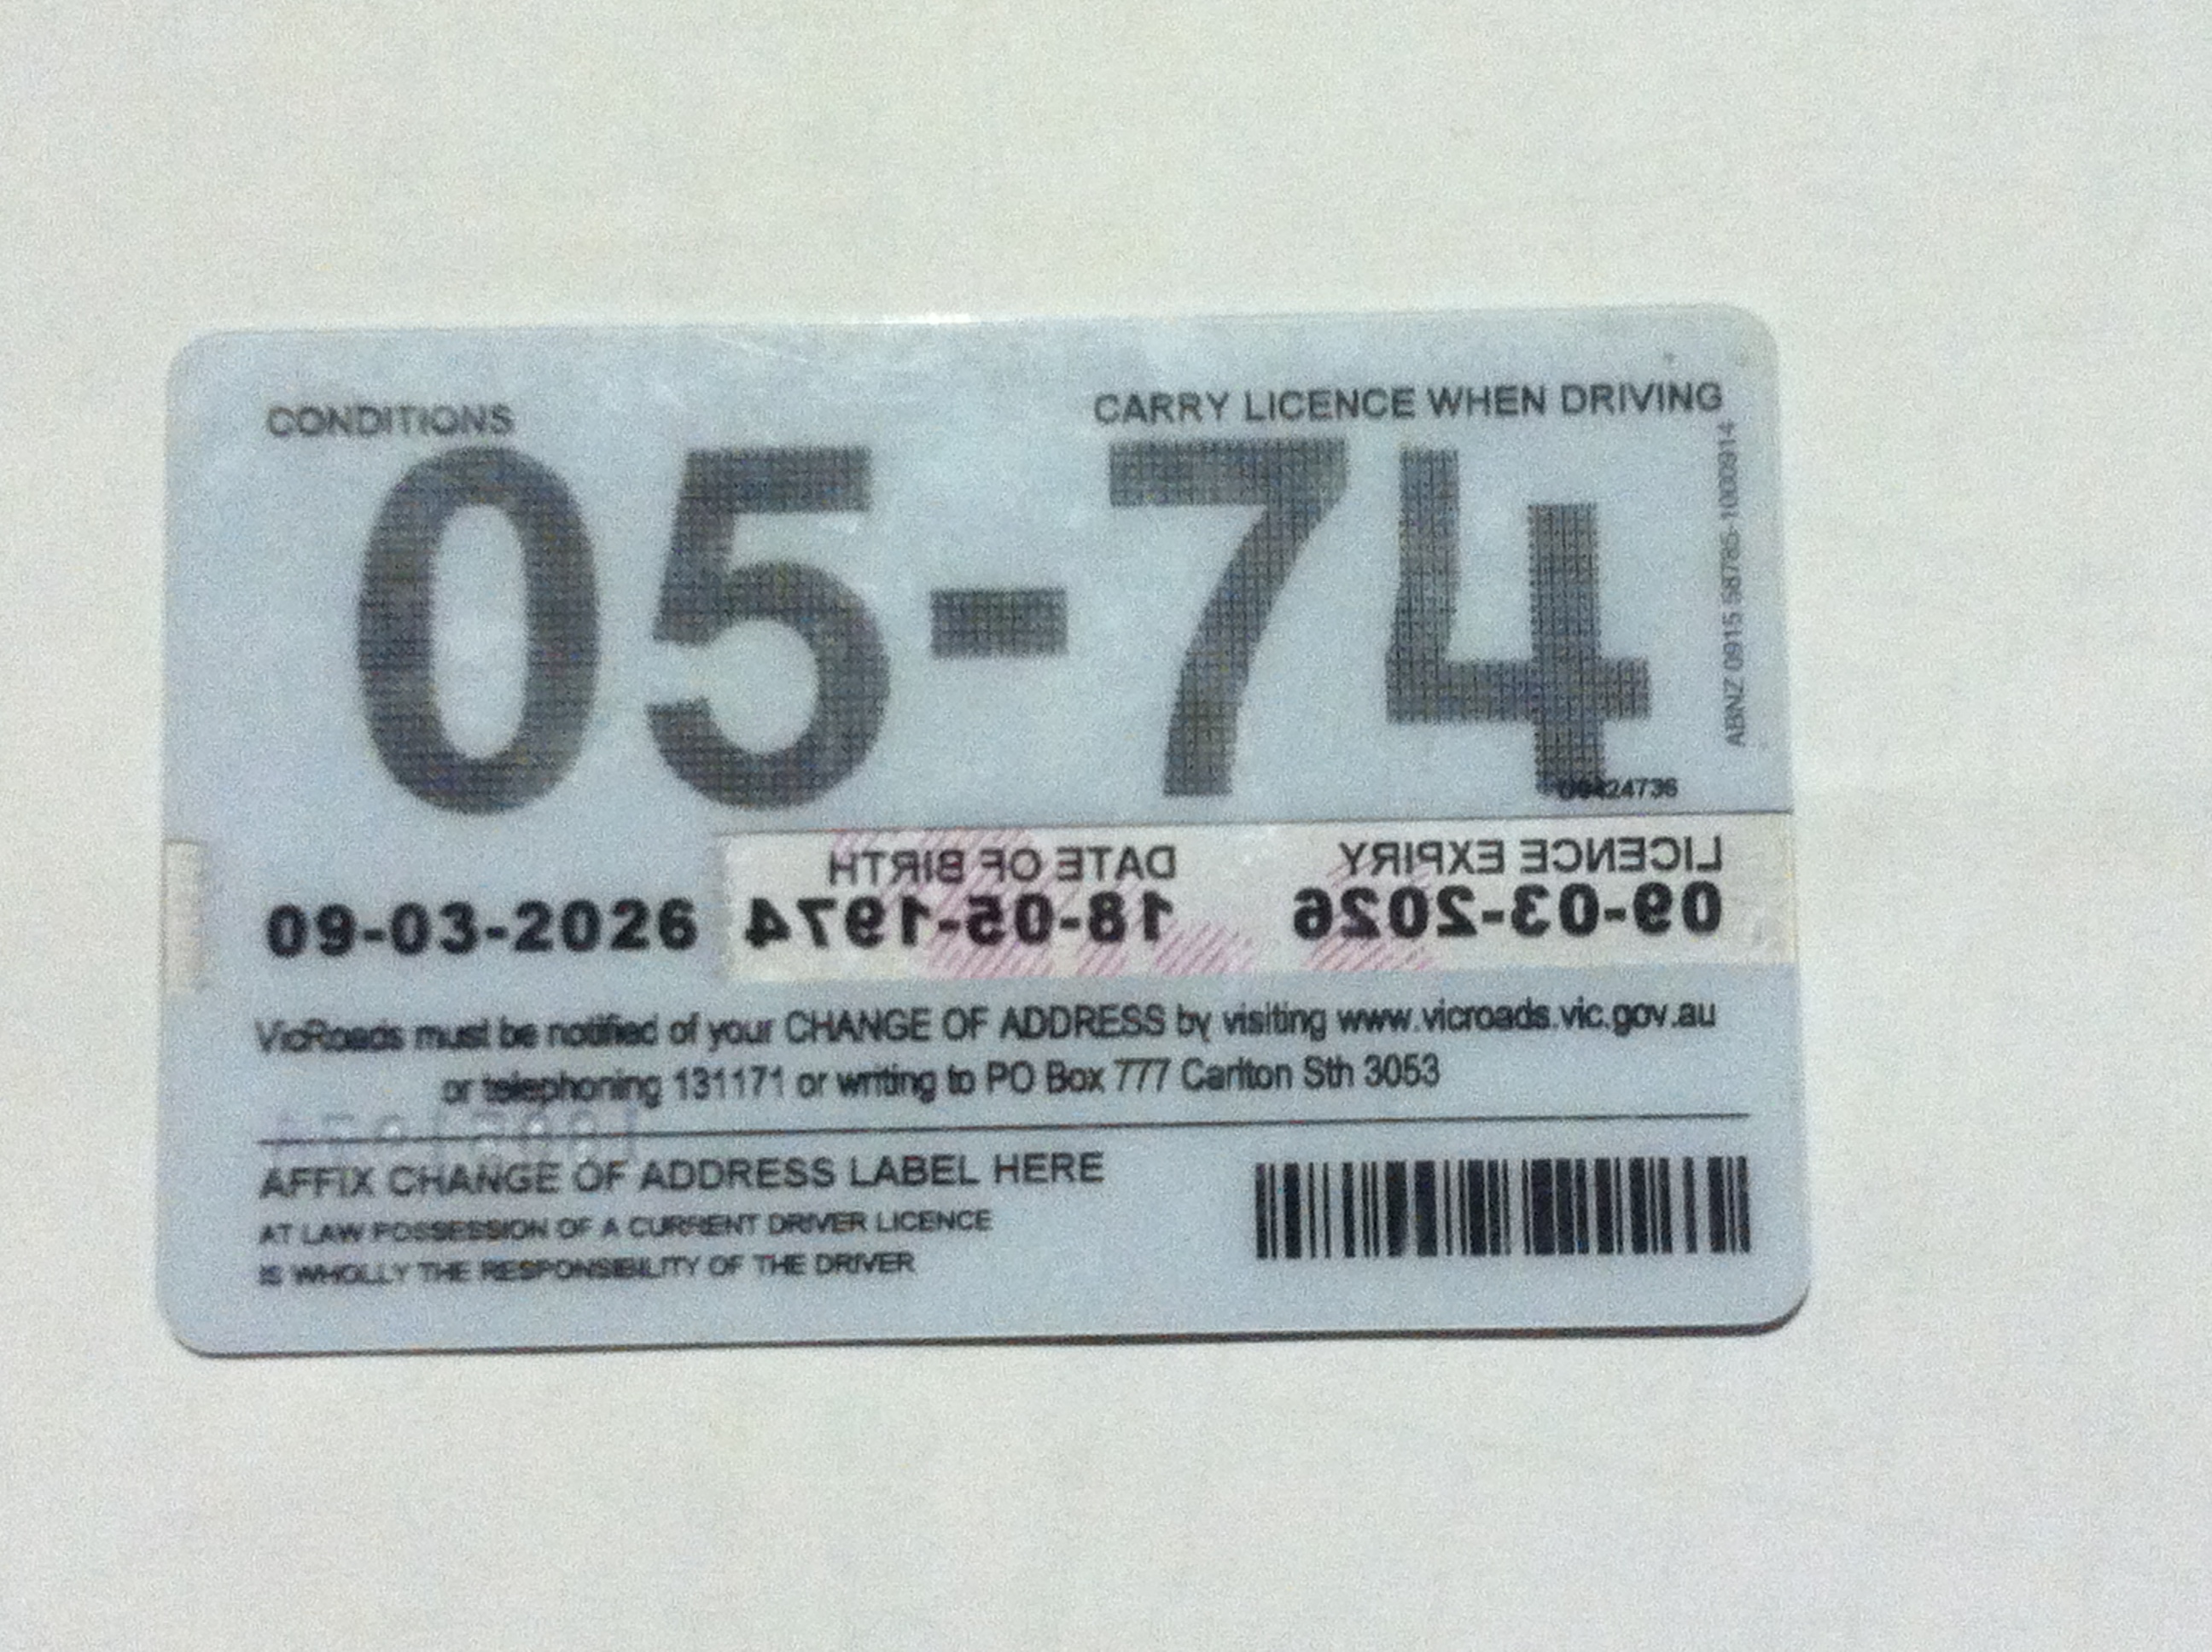 CONDITIONS
CARRY LICENCE WHEN DRIVING
05-74
ABNZ 0915 58785-1000914
DATE OF BIRTH
LICENCE EXPIRY
09-03-2026
18-05-1974
09-03-2026
VicRoads must be notified of your CHANGE OF ADDRESS by visiting www.vicroads.vic.gov.au
or telephoning 131171 or writing to PO Box 777 Carlton Sth 3053
AFFIX CHANGE OF ADDRESS LABEL HERE
AT LAW POSSESSION OF A CURRENT DRIVER LICENCE
IS WHOLLY THE RESPONSIBILITY OF THE DRIVER